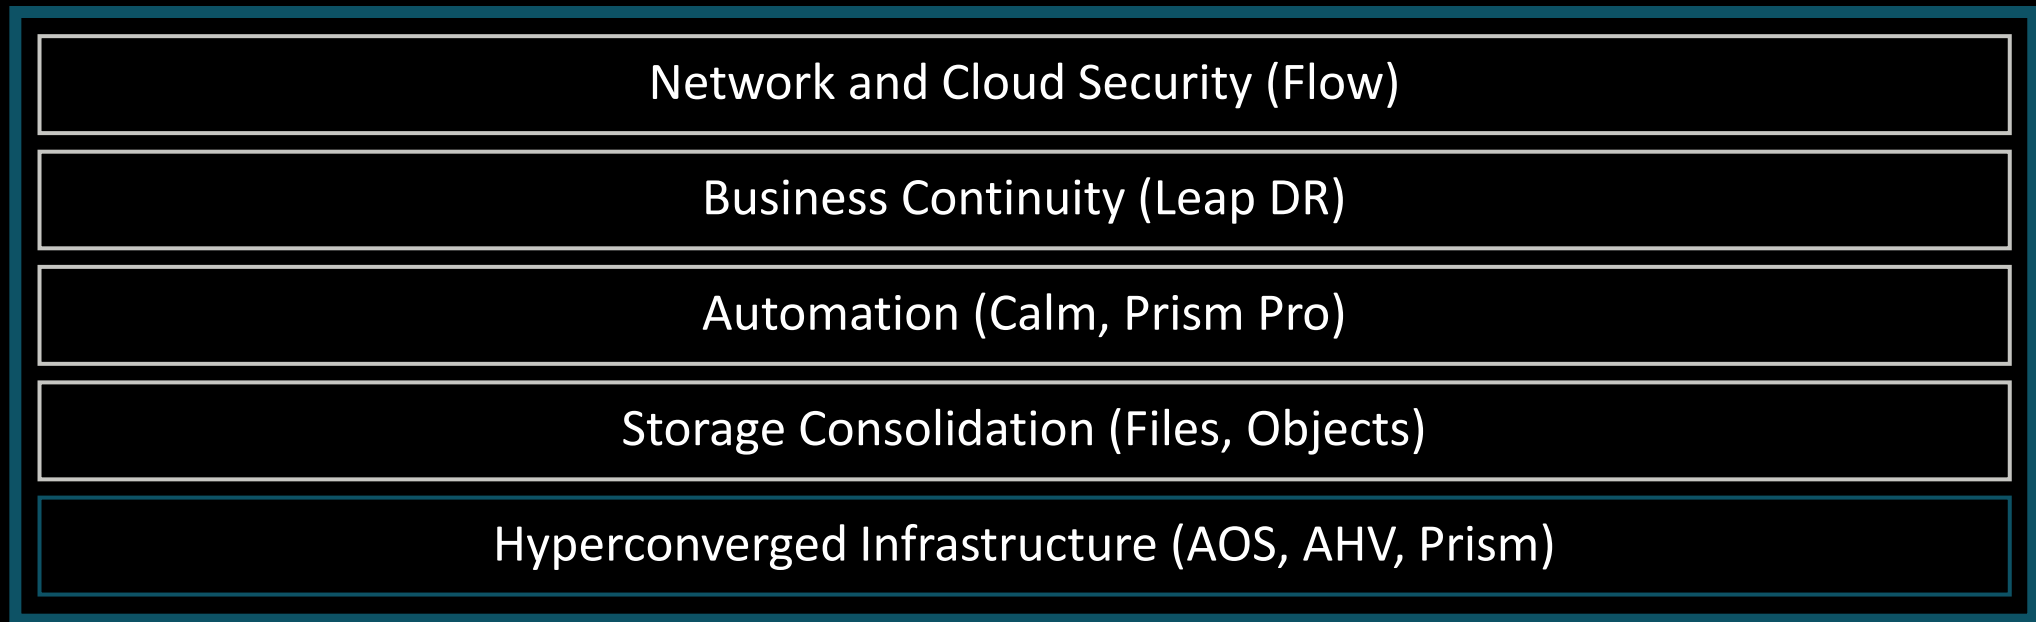 Network and Cloud Security (Flow)
Business Continuity (Leap DR)
Automation (Calm, Prism Pro)
Storage Consolidation (Files, Objects)
Hyperconverged Infrastructure (AOS, AHV, Prism)